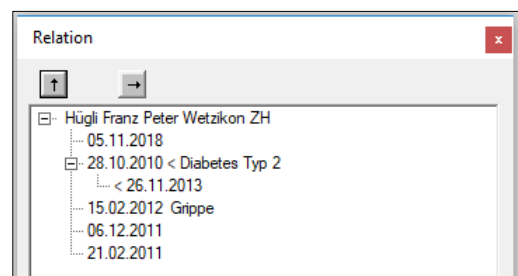 Relation
x
↑ →
Hügli Franz Peter Wetzikon ZH
05.11.2018
28.10.2010 < Diabetes Typ 2
< 26.11.2013
15.02.2012 Grippe
06.12.2011
21.02.2011